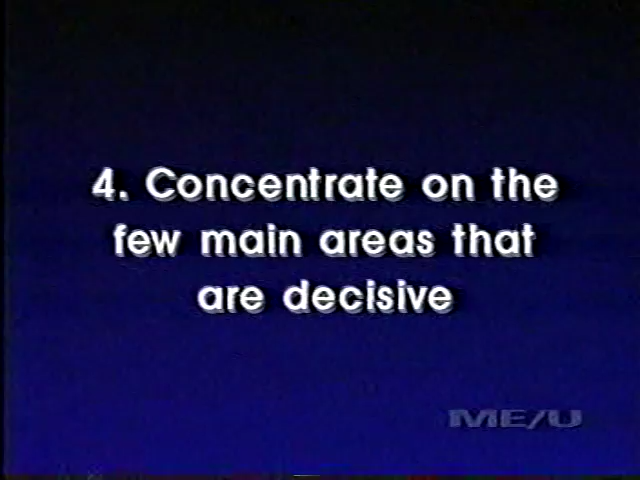 4. Concentrate on the
few main areas that
are decisive
ME/U